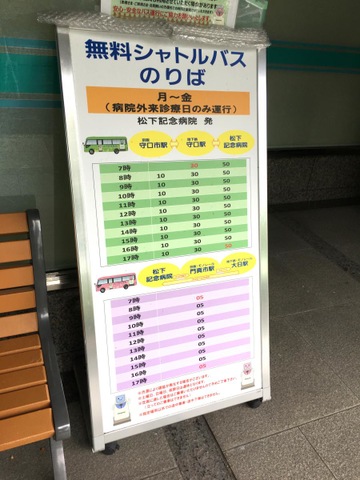 無料シャトルバス
のりば
月～金
（病院外来診療日のみ運行）
松下記念病院 発
守口市駅 守口駅 松下記念病院
7時 30 50
8時 10 30 50
9時 10 30 50
10時 10 30 50
11時 10 30 50
12時 10 30 50
13時 10 30 50
14時 10 30 50
15時 10 30 50
16時 10 30 50
17時 10 30 50
松下記念病院 門真市駅 大日駅
7時 05
8時 05
9時 05
10時 05
11時 05
12時 05
13時 05
14時 05
15時 05
16時 05
17時